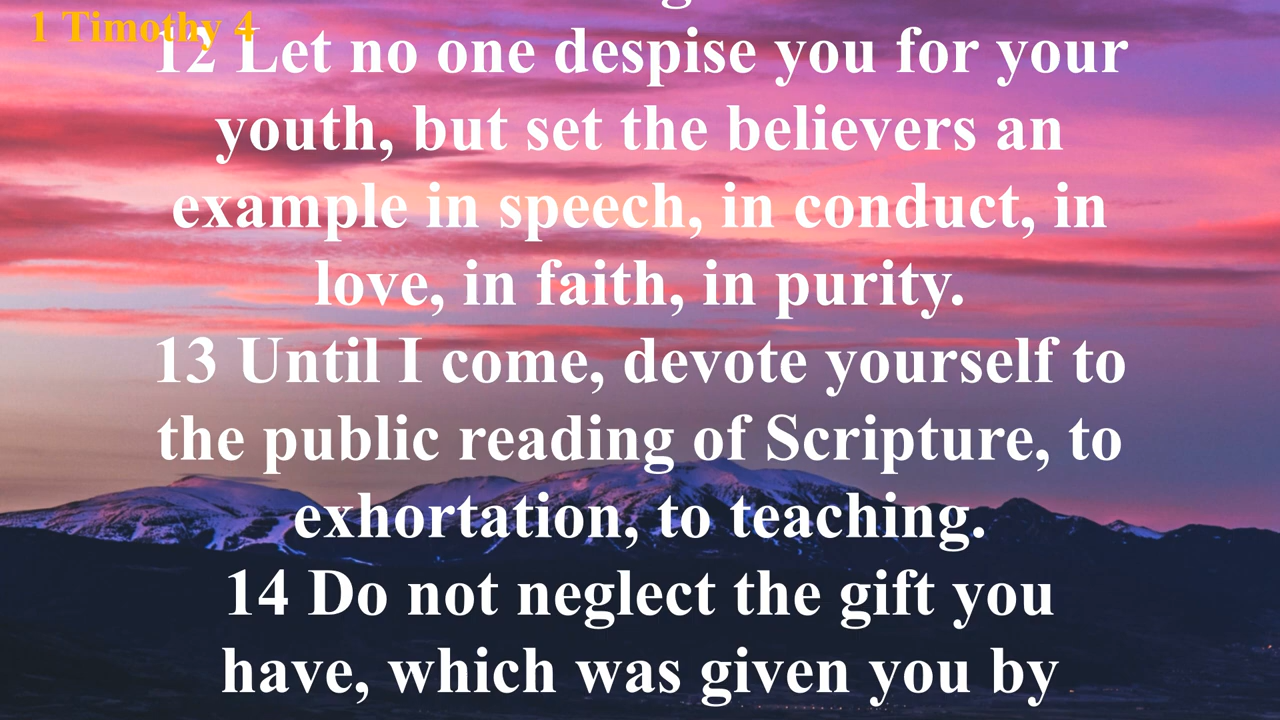 1 Timothy 4
12 Let no one despise you for your
youth, but set the believers an
example in speech, in conduct, in
love, in faith, in purity.
13 Until I come, devote yourself to
the public reading of Scripture, to
exhortation, to teaching.
14 Do not neglect the gift you
have, which was given you by